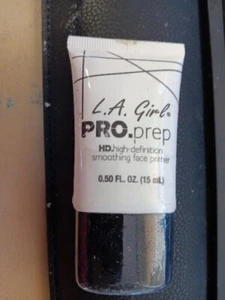 L.A. Girl®
PRO.prep
HD.high-definition
smoothing face primer
0.50 FL. OZ. (15 mL)